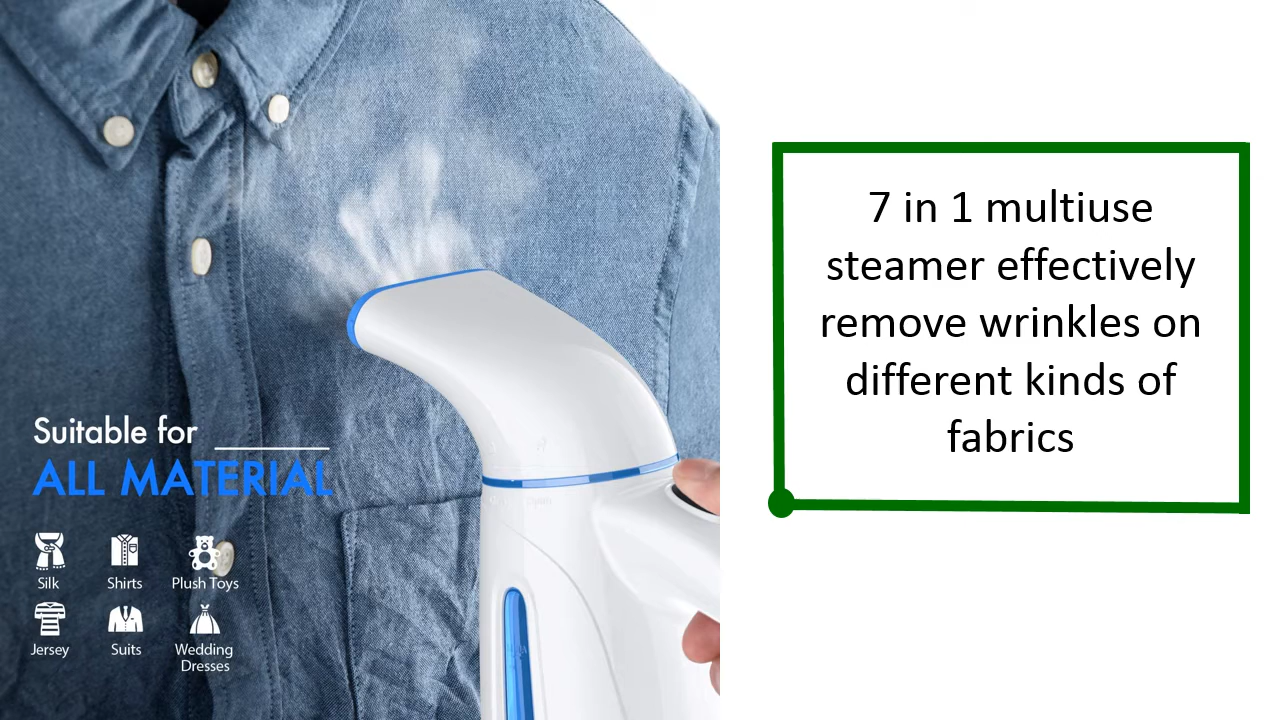 Suitable for
ALL MATERIAL
Silk
Shirts
Plush Toys
Jersey
Suits
Wedding
Dresses
7 in 1 multiuse
steamer effectively
remove wrinkles on
different kinds of
fabrics